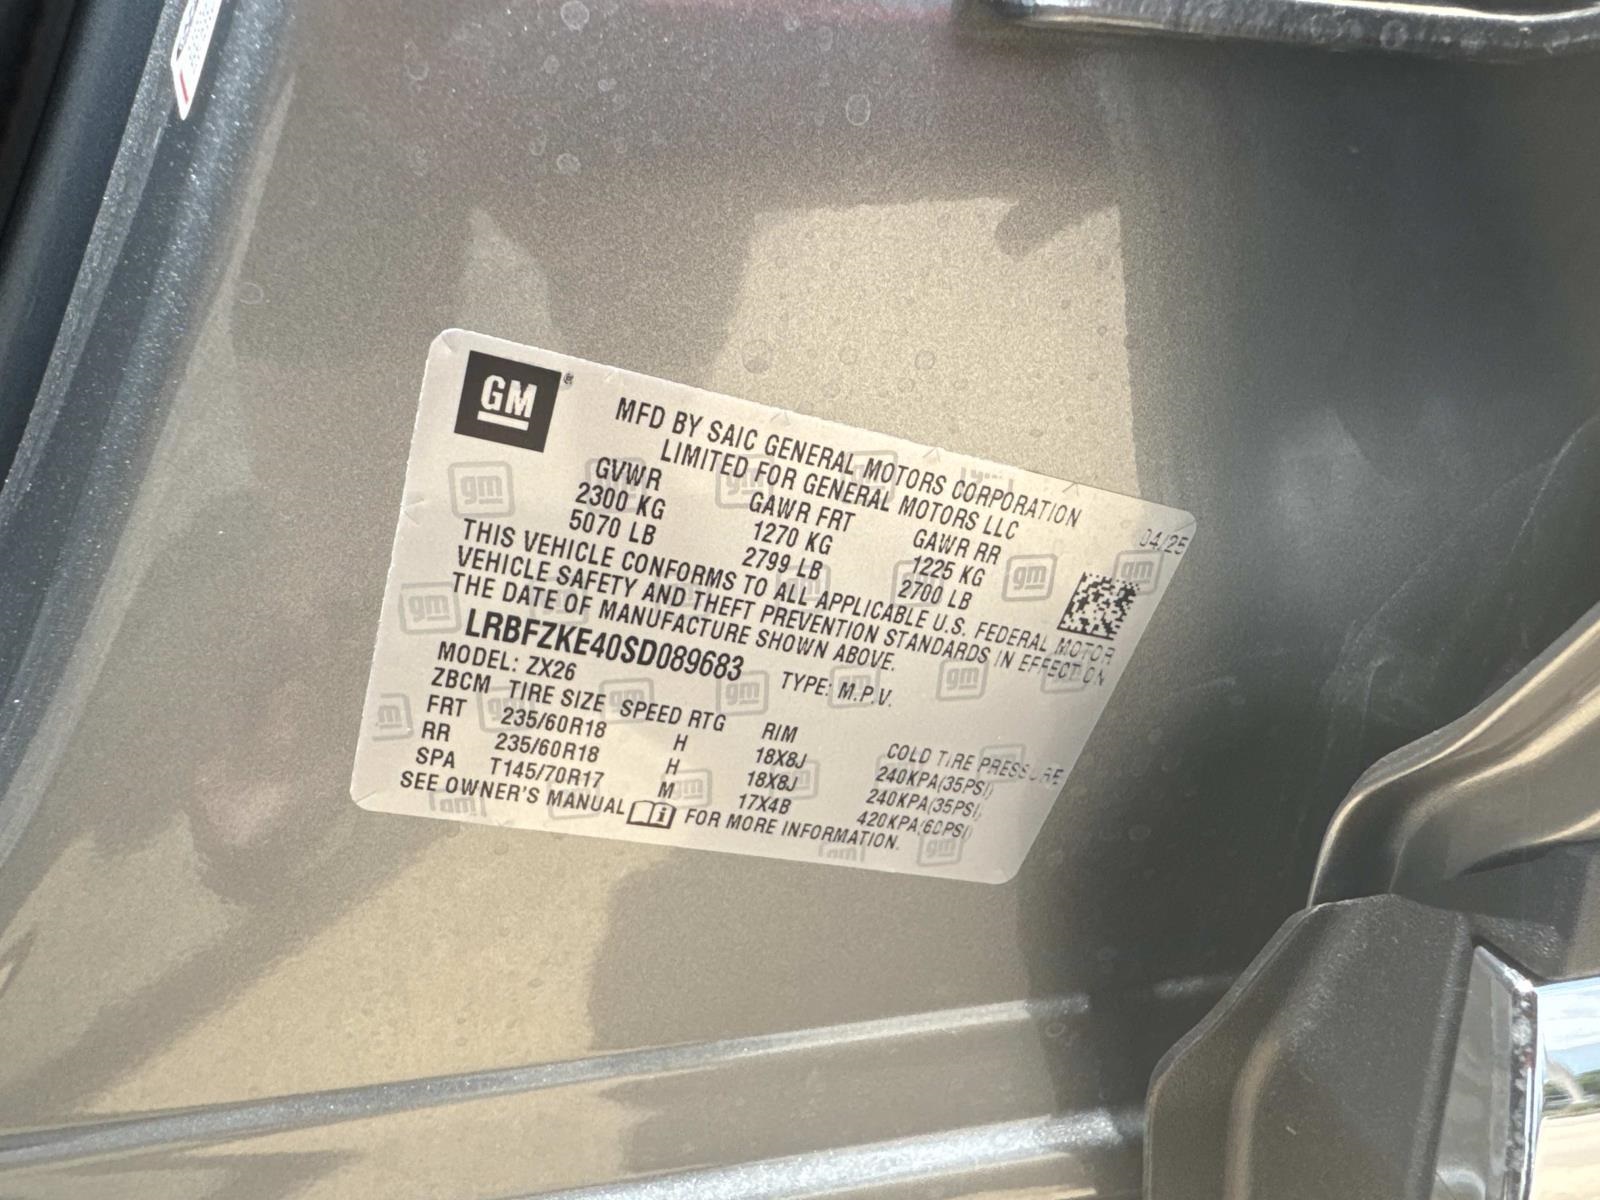 GM®
MFD BY SAIC GENERAL MOTORS CORPORATION
LIMITED FOR GENERAL MOTORS LLC
04/25
GVWR GAWR FRT GAWR RR
2300 KG 1270 KG 1225 KG
5070 LB 2799 LB 2700 LB
THIS VEHICLE CONFORMS TO ALL APPLICABLE U.S. FEDERAL MOTOR
VEHICLE SAFETY AND THEFT PREVENTION STANDARDS IN EFFECT ON
THE DATE OF MANUFACTURE SHOWN ABOVE.
LRBFZKE40SD089683 TYPE: M.P.V.
MODEL: ZX26
ZBCM TIRE SIZE SPEED RTG RIM COLD TIRE PRESSURE
FRT 235/60R18 H 18X8J 240KPA(35PSI)
RR 235/60R18 H 18X8J 240KPA(35PSI)
SPA T145/70R17 M 17X4B 420KPA(60PSI)
SEE OWNER'S MANUAL FOR MORE INFORMATION.